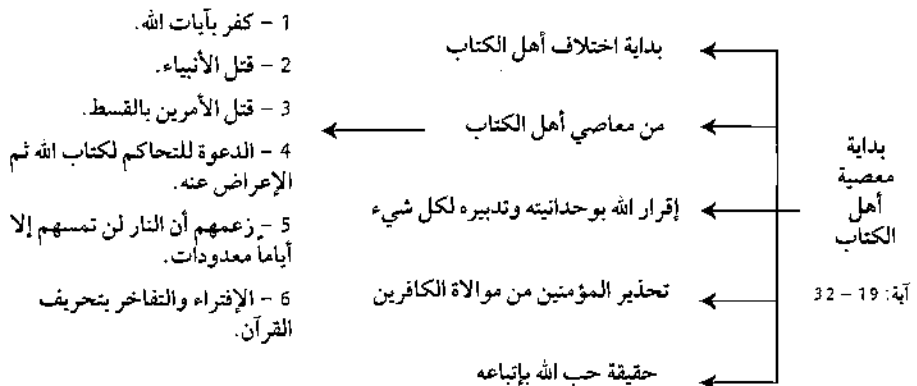 بداية
معصية
أهل
الكتاب
آية: 19 – 32
بداية اختلاف أهل الكتاب
من معاصي أهل الكتاب
إقرار الله بوحدانيته وتدبيره لكل شيء
تحذير المؤمنين من موالاة الكافرين
حقيقة حب الله بإتباعه
1 – كفر بآيات الله.
2 – قتل الأنبياء.
3 – قتل الأمرين بالقسط.
4 – الدعوة للتحاكم لكتاب الله ثم
الإعراض عنه.
5 – زعمهم أن النار لن تمسهم إلا
أياماً معدودات.
6 – الإفتراء والتفاخر بتحريف
القرآن.